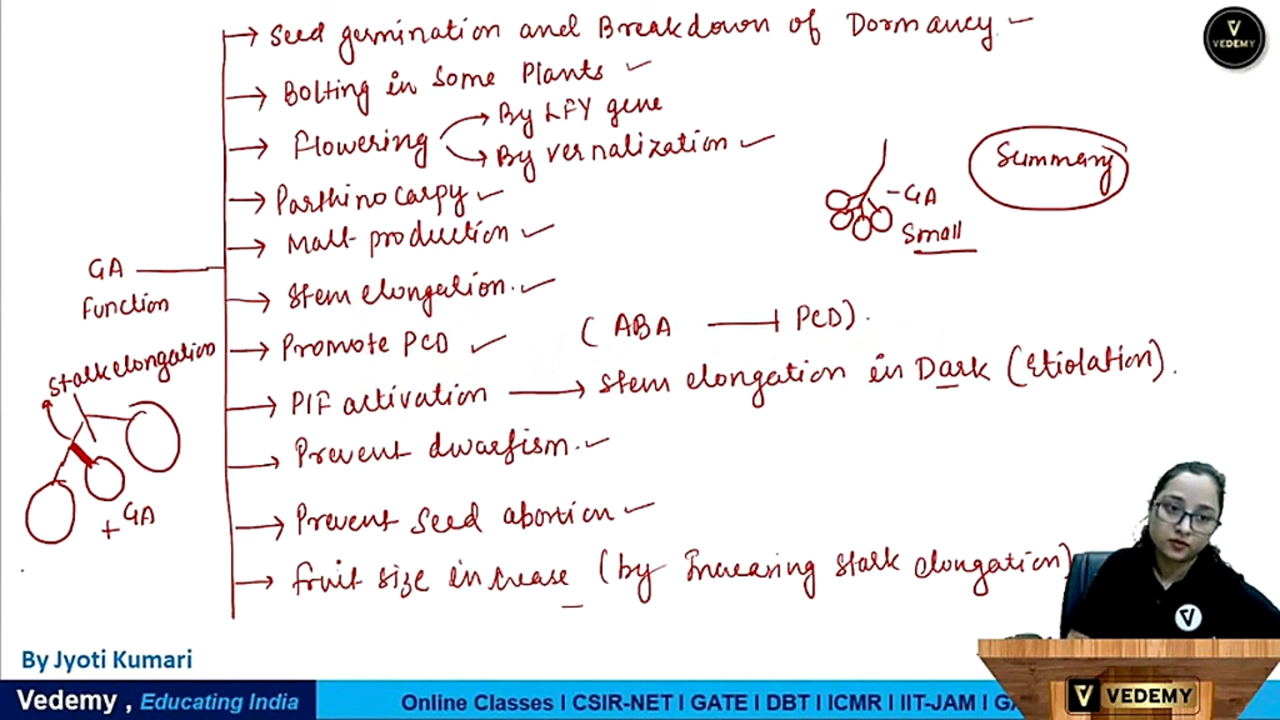 Seed germination and Breakdown of Dormancy
Bolting in Some Plants
Flowering
By LFY gene
By vernalization
Parthinocarpy
Malt production
Stem elongation.
Promote PCD
(ABA ⊣ PCD).
PIF activation → Stem elongation in Dark (Etiolation).
Prevent dwarfism.
Prevent Seed abortion
fruit size increase (by Increasing stalk elongation)
GA
function
Stalk elongation
+ GA
- GA
Small
Summary
V
VEDEMY
By Jyoti Kumari
Vedemy , Educating India
Online Classes I CSIR-NET I GATE I DBT I ICMR I IIT-JAM I GA
V VEDEMY